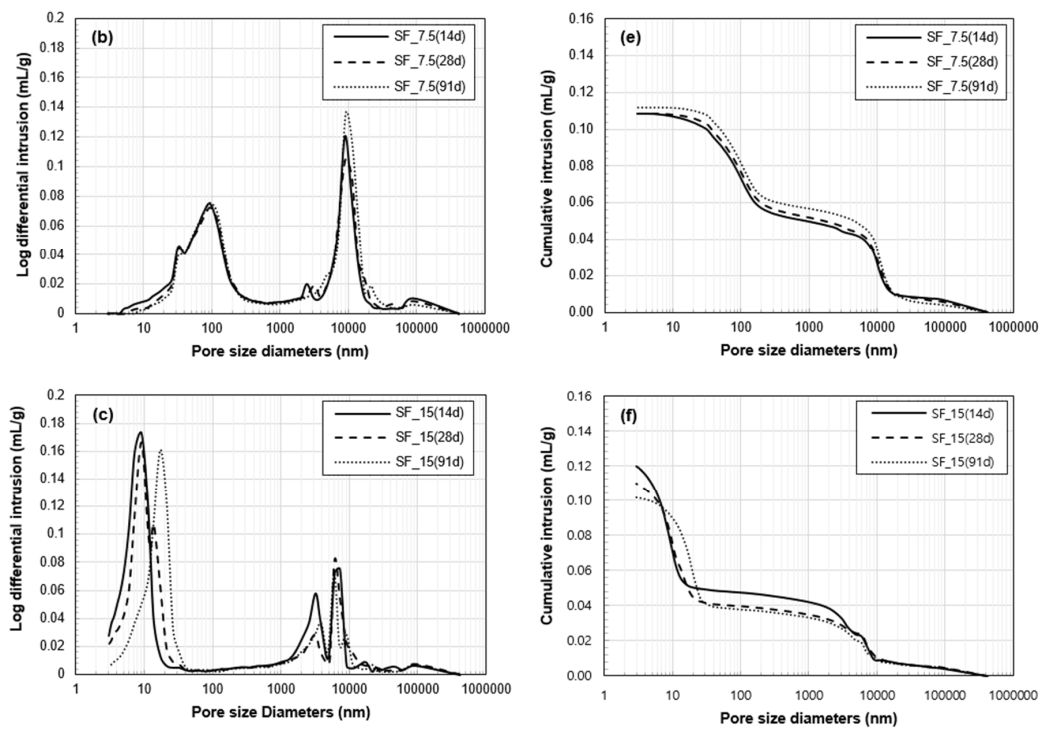 (b)
SF_7.5(14d)
SF_7.5(28d)
SF_7.5(91d)
Log differential intrusion (mL/g)
0.2
0.18
0.16
0.14
0.12
0.1
0.08
0.06
0.04
0.02
0
1 10 100 1000 10000 100000 1000000
Pore size diameters (nm)
(e)
SF_7.5(14d)
SF_7.5(28d)
SF_7.5(91d)
Cumulative intrusion (mL/g)
0.16
0.14
0.12
0.10
0.08
0.06
0.04
0.02
0.00
1 10 100 1000 10000 100000 1000000
Pore size diameters (nm)
(c)
SF_15(14d)
SF_15(28d)
SF_15(91d)
Log differential intrusion (mL/g)
0.2
0.18
0.16
0.14
0.12
0.1
0.08
0.06
0.04
0.02
0
1 10 100 1000 10000 100000 1000000
Pore size Diameters (nm)
(f)
SF_15(14d)
SF_15(28d)
SF_15(91d)
Cumulative intrusion (mL/g)
0.16
0.14
0.12
0.10
0.08
0.06
0.04
0.02
0.00
1 10 100 1000 10000 100000 1000000
Pore size diameters (nm)